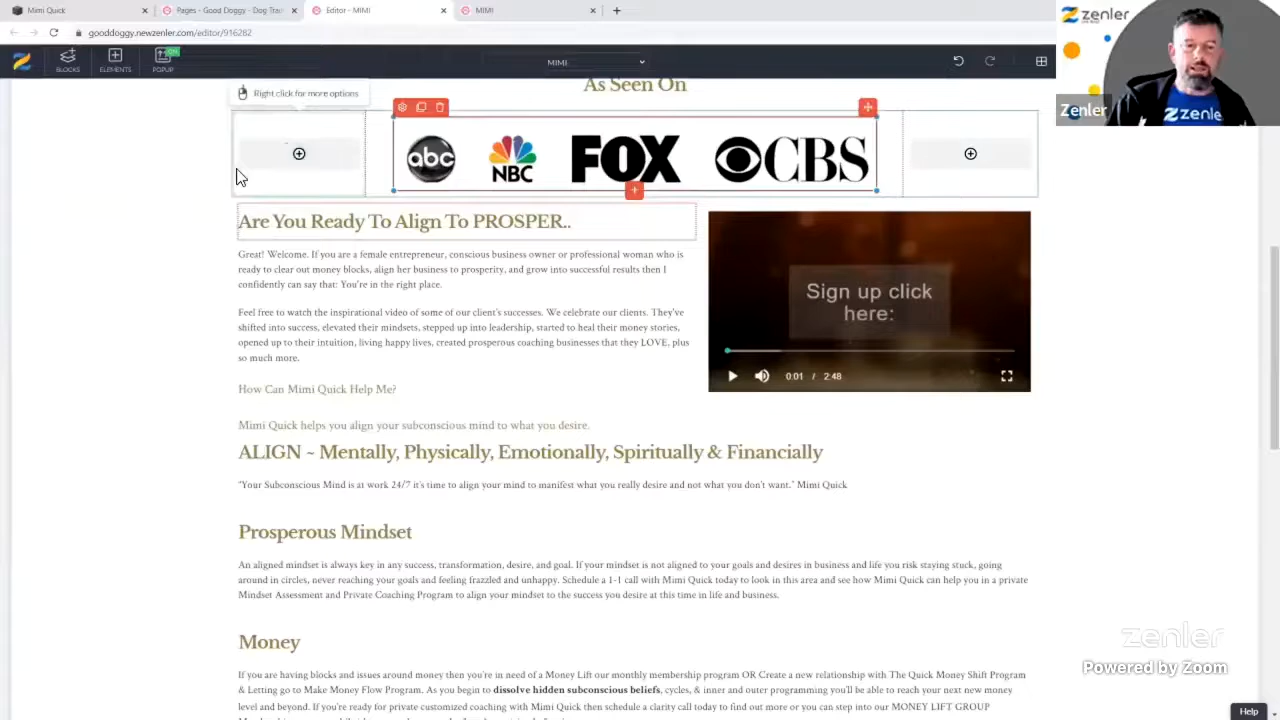 Mimi Quick
Pages - Good Doggy - Dog Trai
Editor - MIMI
MIMI
gooddoggy.newzenler.com/editor/916282
zenler
BLOCKS
ELEMENTS
POPUP
ON
MIMI
Zenler
zenler
As Seen On
Right click for more options
abc
NBC
FOX
CBS
Are You Ready To Align To PROSPER..
Great! Welcome. If you are a female entrepreneur, conscious business owner or professional woman who is
ready to clear out money blocks, align her business to prosperity, and grow into successful results then I
confidently can say that: You're in the right place.
Feel free to watch the inspirational video of some of our client's successes. We celebrate our clients. They've
shifted into success, elevated their mindsets, stepped up into leadership, started to heal their money stories,
opened up to their intuition, living happy lives, created prosperous coaching businesses that they LOVE, plus
so much more.
Sign up click
here:
0:01 / 2:48
How Can Mimi Quick Help Me?
Mimi Quick helps you align your subconscious mind to what you desire.
ALIGN ~ Mentally, Physically, Emotionally, Spiritually & Financially
"Your Subconscious Mind is at work 24/7 it's time to align your mind to manifest what you really desire and not what you don't want." Mimi Quick
Prosperous Mindset
An aligned mindset is always key in any success, transformation, desire, and goal. If your mindset is not aligned to your goals and desires in business and life you risk staying stuck, going
around in circles, never reaching your goals and feeling frazzled and unhappy. Schedule a 1-1 call with Mimi Quick today to look in this area and see how Mimi Quick can help you in a private
Mindset Assessment and Private Coaching Program to align your mindset to the success you desire at this time in life and business.
Money
If you are having blocks and issues around money then you're in need of a Money Lift our monthly membership program OR Create a new relationship with The Quick Money Shift Program
& Letting go to Make Money Flow Program. As you begin to dissolve hidden subconscious beliefs, cycles, & inner and outer programming you'll be able to reach your next new money
level and beyond. If you're ready for private customized coaching with Mimi Quick then schedule a clarity call today to find out more or you can step into our MONEY LIFT GROUP
zenler
Powered by Zoom
Help